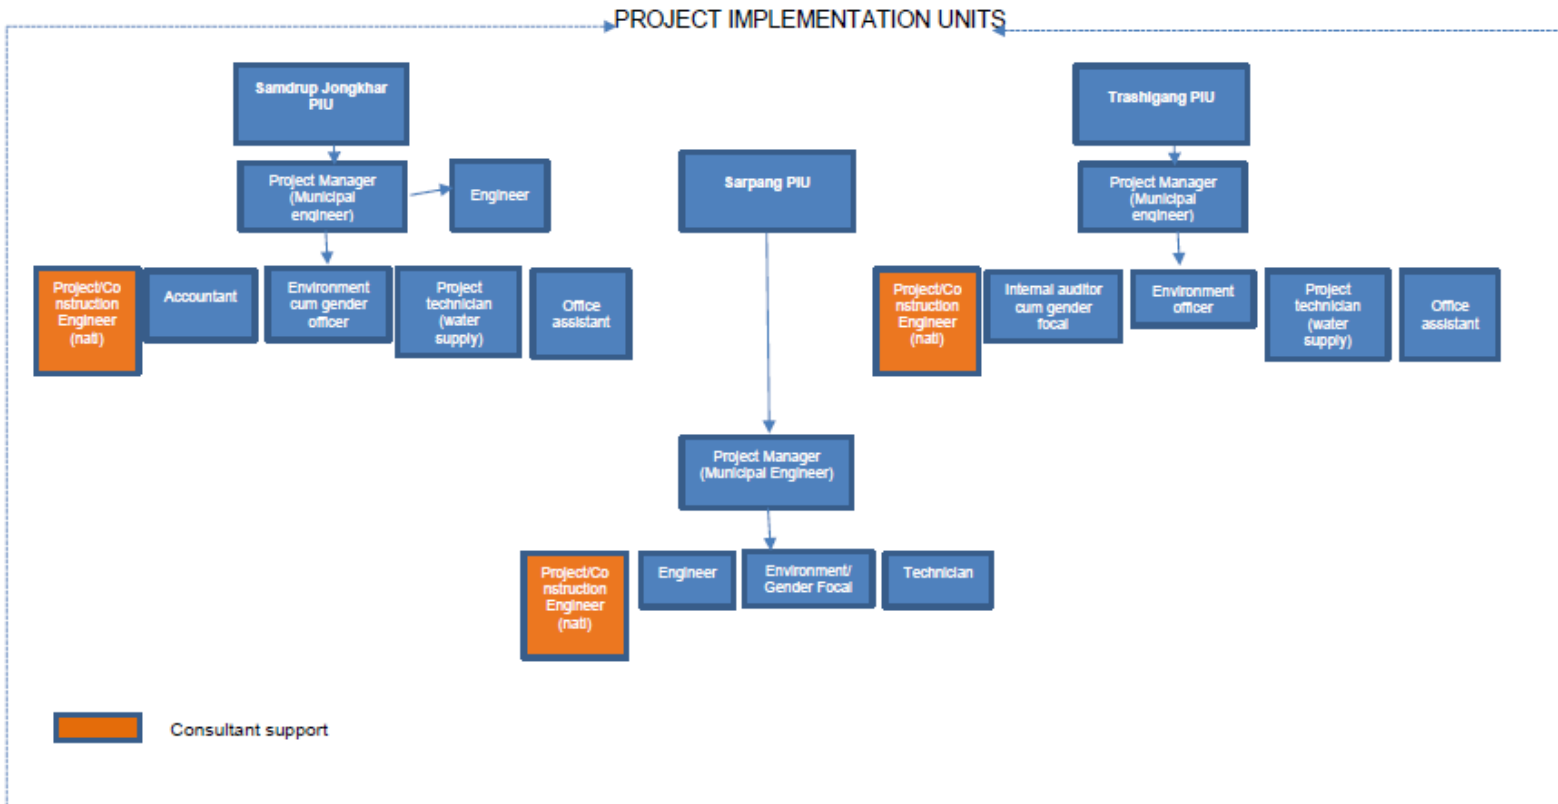 PROJECT IMPLEMENTATION UNITS
Samdrup Jongkhar
PIU
Project Manager
(Municipal
engineer)
Engineer
Project/Co
nstruction
Engineer
(natl)
Accountant
Environment
cum gender
officer
Project
technician
(water
supply)
Office
assistant
Sarpang PIU
Project Manager
(Municipal Engineer)
Project/Co
nstruction
Engineer
(natl)
Engineer
Environment/
Gender Focal
Technician
Trashigang PIU
Project Manager
(Municipal
engineer)
Project/Co
nstruction
Engineer
(natl)
Internal auditor
cum gender
focal
Environment
officer
Project
technician
(water
supply)
Office
assistant
Consultant support